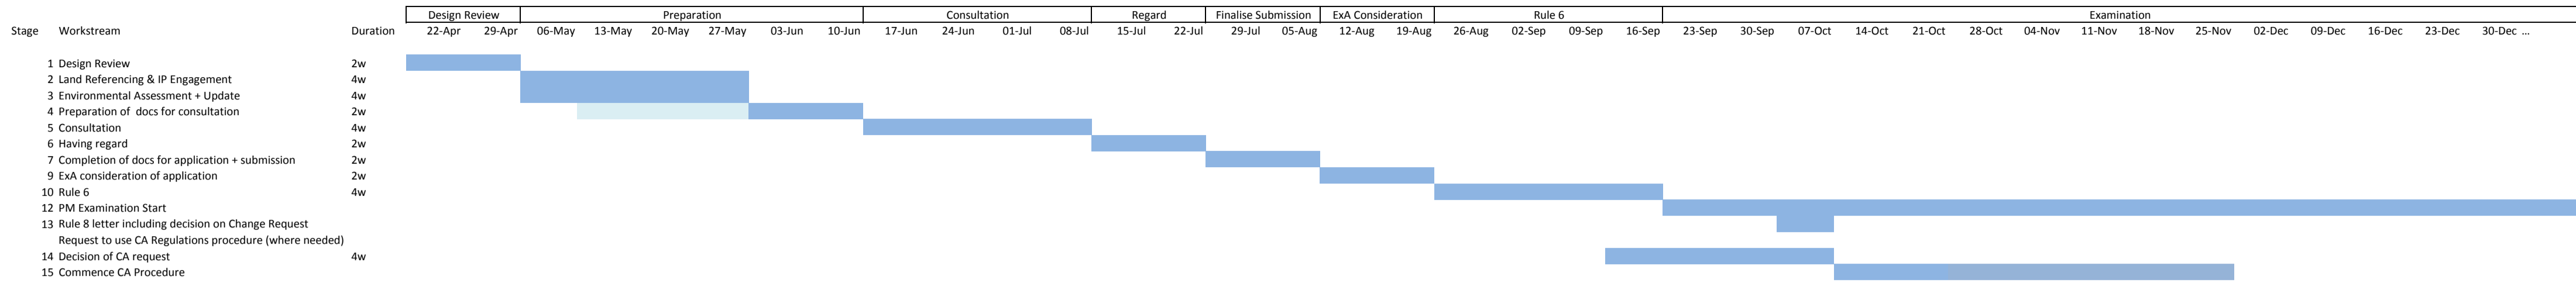 Design Review Preparation Consultation Regard Finalise Submission ExA Consideration Rule 6 Examination
Stage Workstream Duration 22-Apr 29-Apr 06-May 13-May 20-May 27-May 03-Jun 10-Jun 17-Jun 24-Jun 01-Jul 08-Jul 15-Jul 22-Jul 29-Jul 05-Aug 12-Aug 19-Aug 26-Aug 02-Sep 09-Sep 16-Sep 23-Sep 30-Sep 07-Oct 14-Oct 21-Oct 28-Oct 04-Nov 11-Nov 18-Nov 25-Nov 02-Dec 09-Dec 16-Dec 23-Dec 30-Dec ...
1 Design Review 2w
2 Land Referencing & IP Engagement 4w
3 Environmental Assessment + Update 4w
4 Preparation of docs for consultation 2w
5 Consultation 4w
6 Having regard 2w
7 Completion of docs for application + submission 2w
9 ExA consideration of application 2w
10 Rule 6 4w
12 PM Examination Start
13 Rule 8 letter including decision on Change Request
Request to use CA Regulations procedure (where needed)
14 Decision of CA request 4w
15 Commence CA Procedure